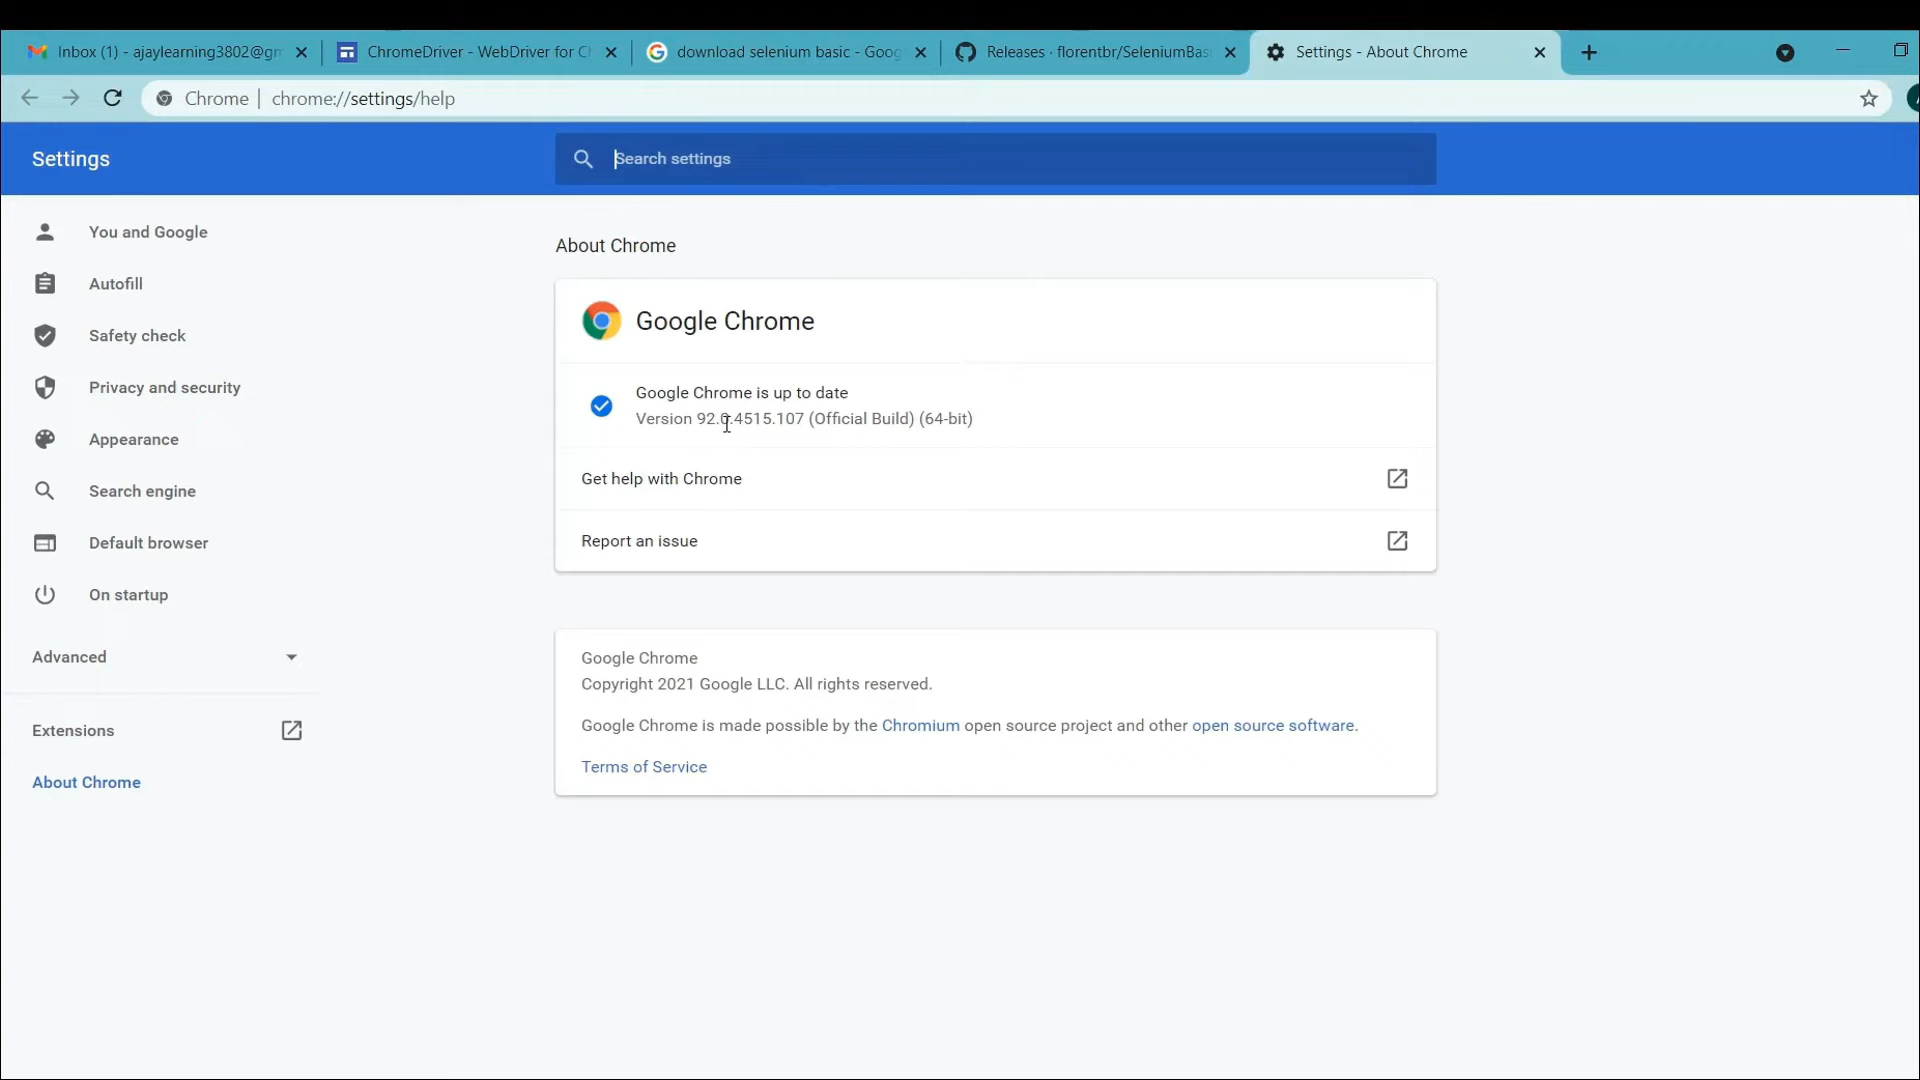 Inbox (1) - ajaylearning3802@gm
ChromeDriver - WebDriver for Ch
download selenium basic - Goog
Releases · florentbr/SeleniumBas
Settings - About Chrome
Chrome | chrome://settings/help
Settings
Search settings
You and Google
Autofill
Safety check
Privacy and security
Appearance
Search engine
Default browser
On startup
Advanced
Extensions
About Chrome
About Chrome
Google Chrome
Google Chrome is up to date
Version 92.0.4515.107 (Official Build) (64-bit)
Get help with Chrome
Report an issue
Google Chrome
Copyright 2021 Google LLC. All rights reserved.
Google Chrome is made possible by the Chromium open source project and other open source software.
Terms of Service